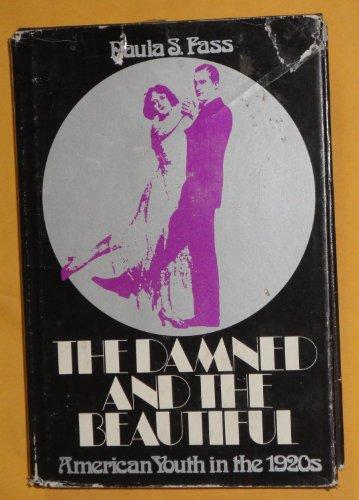 Paula S. Fass
THE DAMNED
AND THE
BEAUTIFUL
American Youth in the 1920s